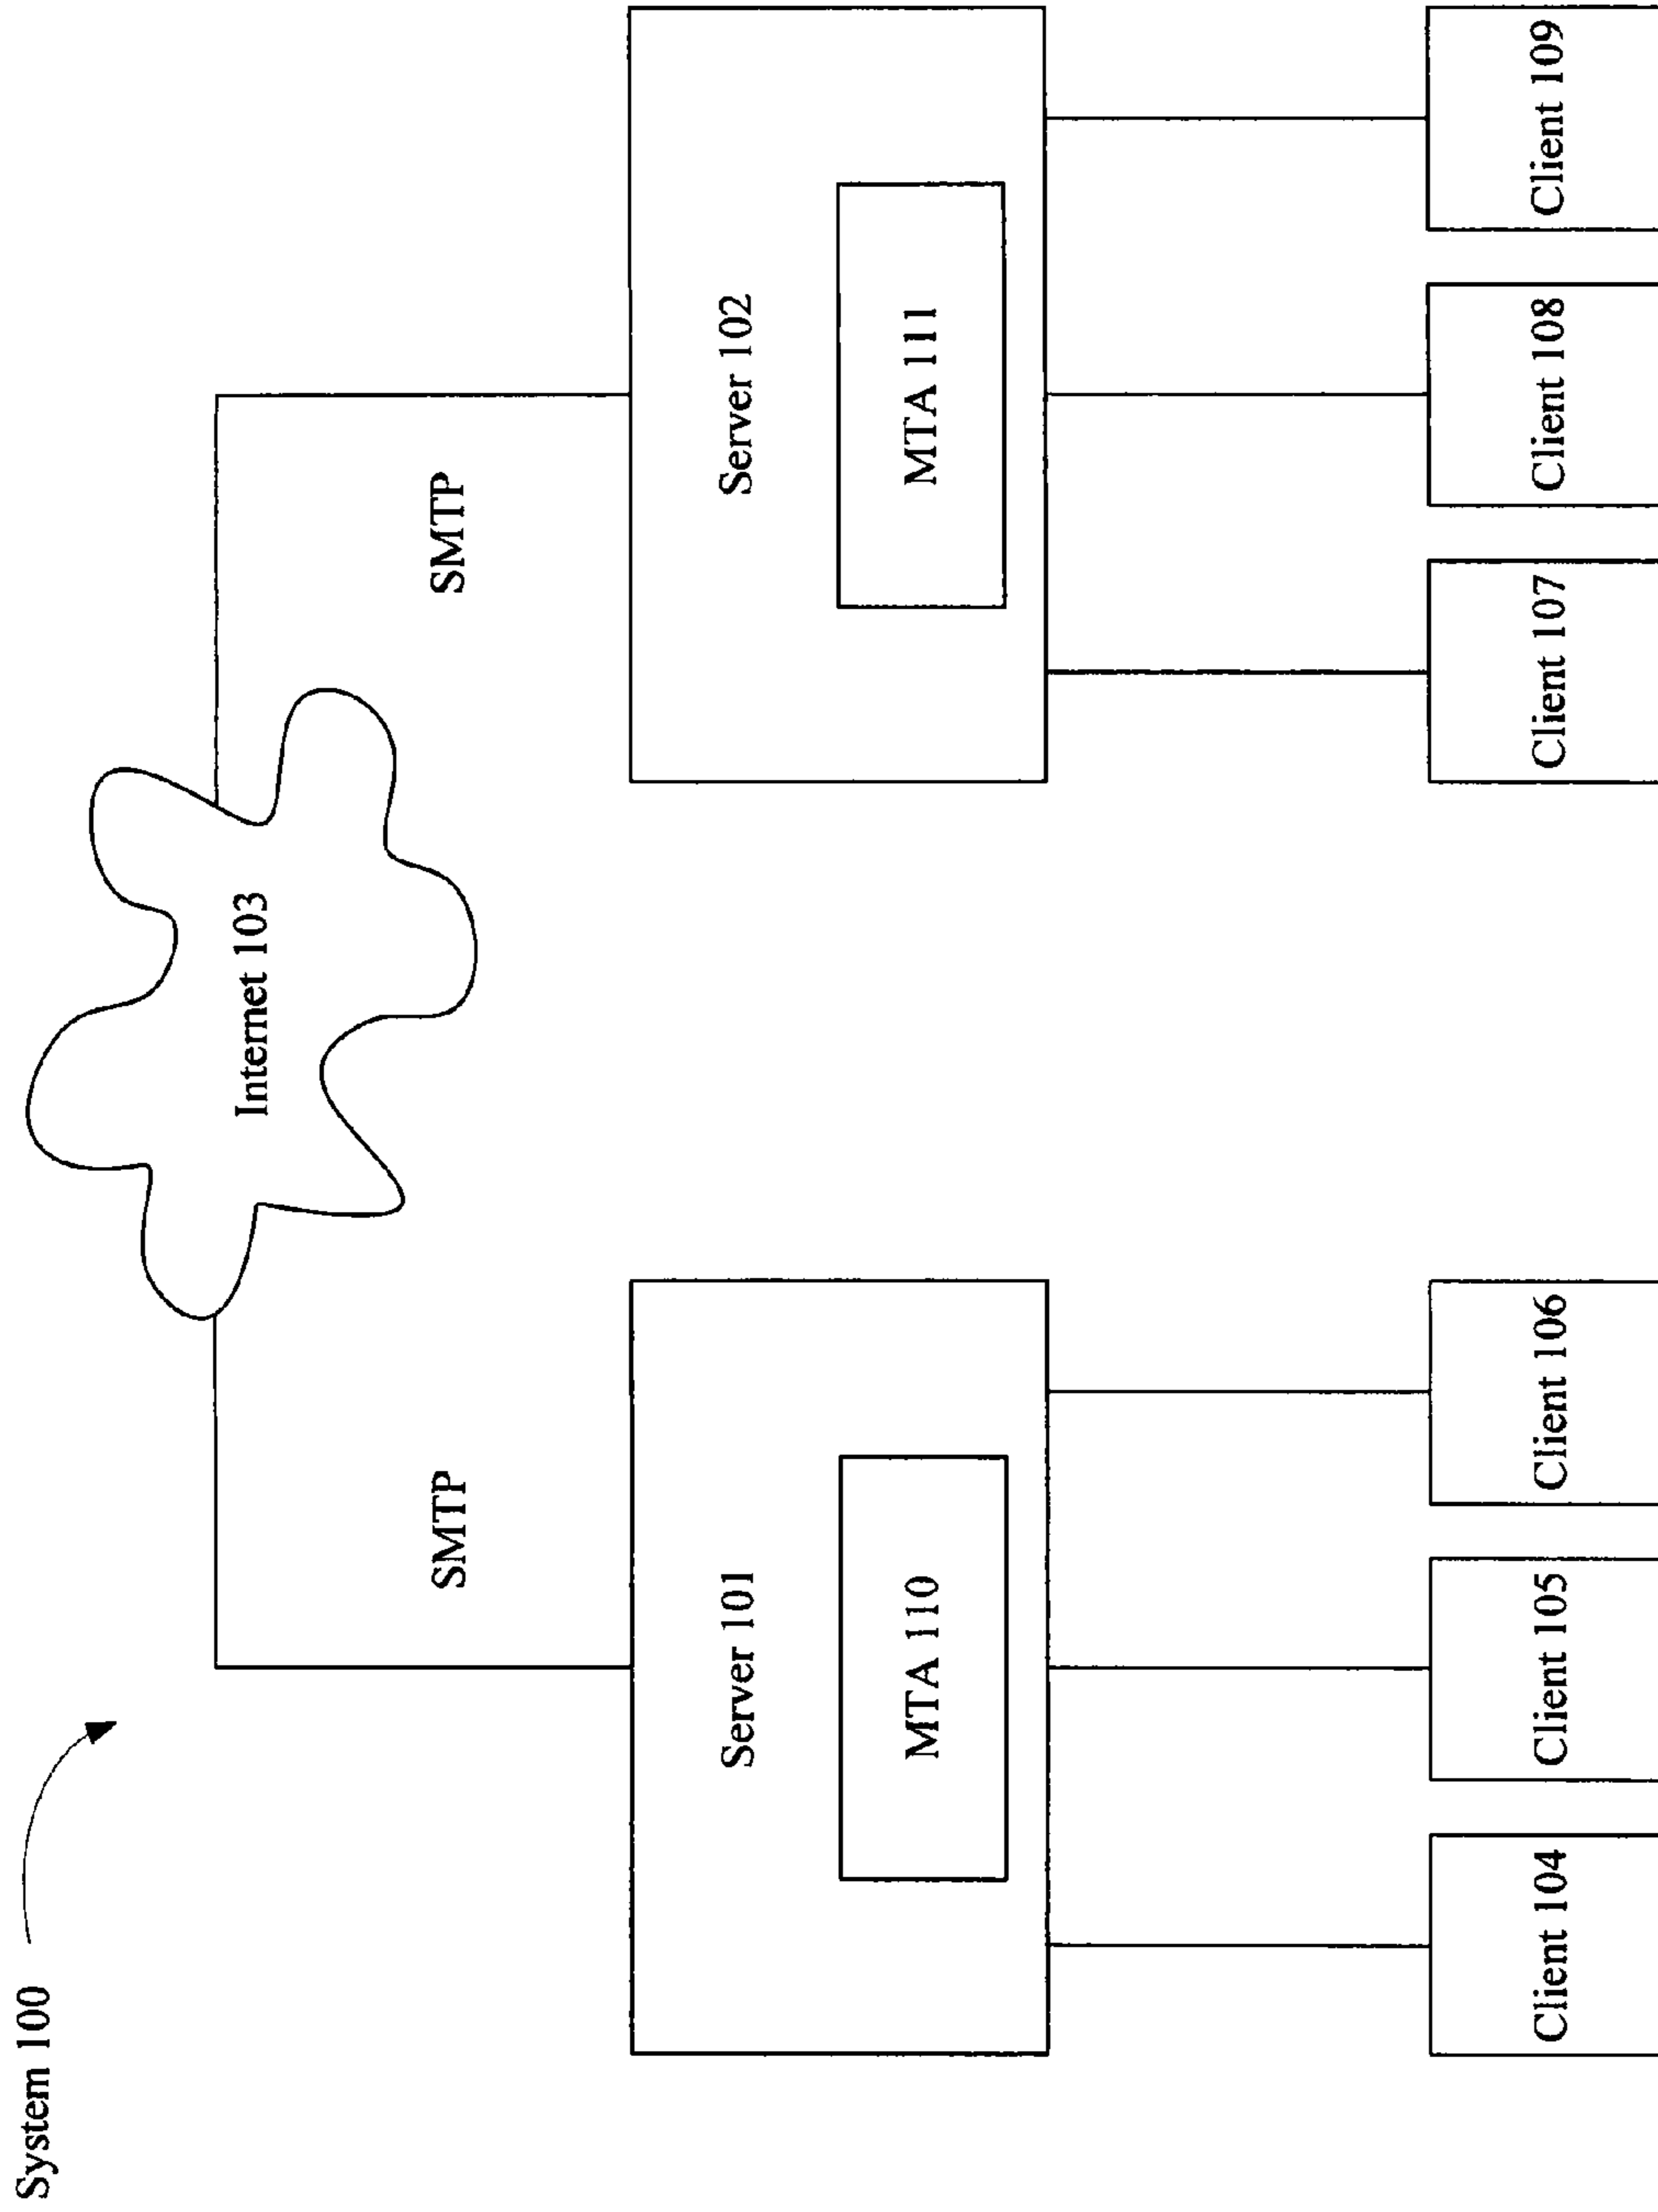 System 100
Internet 103
SMTP
SMTP
Server 101
Server 102
MTA 110
MTA 111
Client 104
Client 105
Client 106
Client 107
Client 108
Client 109